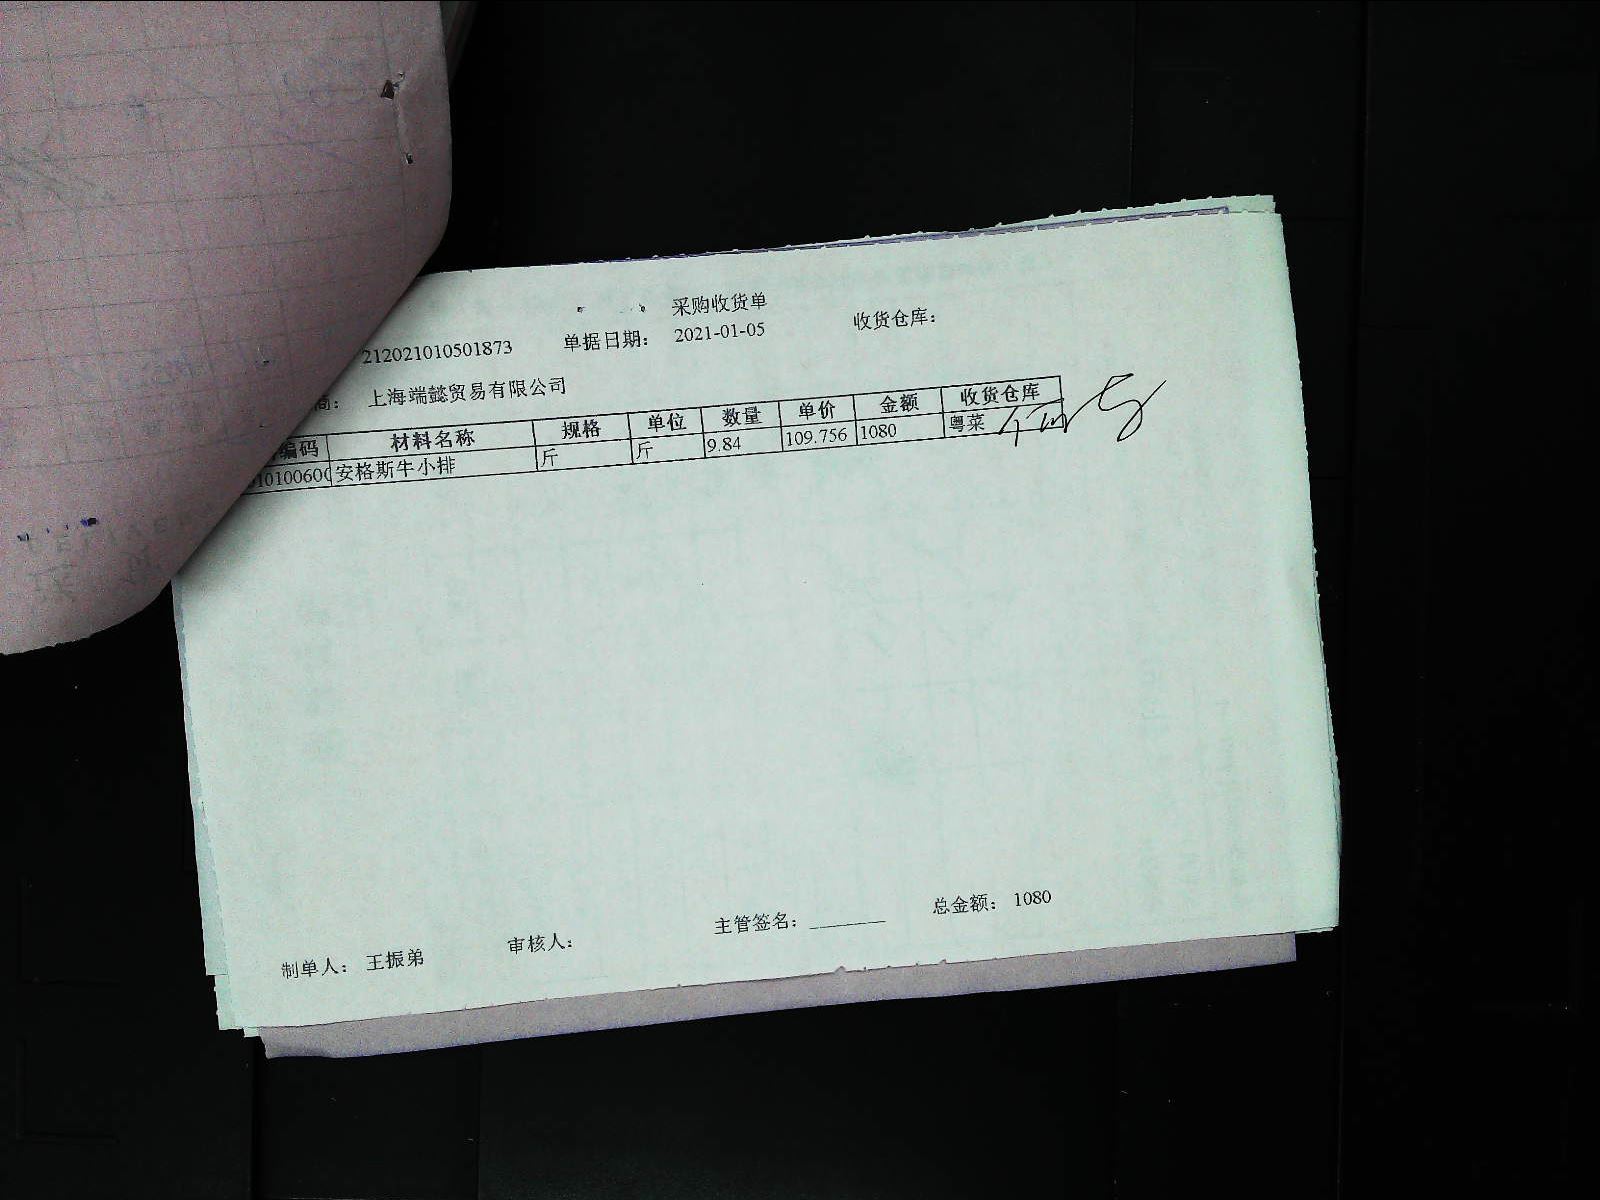 采购收货单
212021010501873 单据日期： 2021-01-05 收货仓库：
商： 上海端懿贸易有限公司
编码 材料名称 规格 单位 数量 单价 金额 收货仓库
01010060 安格斯牛小排 斤 斤 9.84 109.756 1080 粤菜
制单人： 王振弟 审核人： 主管签名： 总金额： 1080